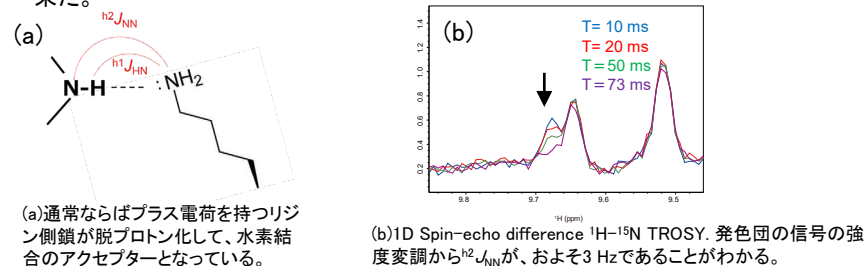 来た。
(a)
h2JNN
h1JHN
N-H
:NH2
(a)通常ならばプラス電荷を持つリジ
ン側鎖が脱プロトン化して、水素結
合のアクセプターとなっている。
(b)
T= 10 ms
T= 20 ms
T=50 ms
T=73 ms
1.4
1.2
1.0
0.8
0.6
0.4
0.2
9.8
9.7
9.6
9.5
¹H (ppm)
(b)1D Spin-echo difference ¹H-¹⁵N TROSY. 発色団の信号の強
度変調からh2JNNが、およそ3 Hzであることがわかる。